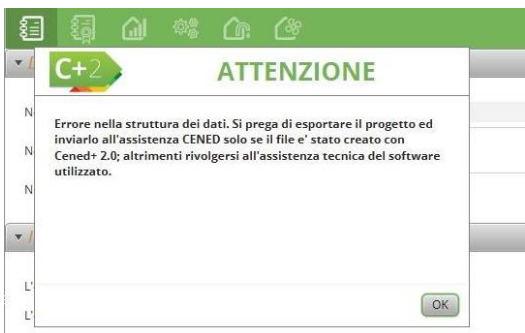 C+2
ATTENZIONE
Errore nella struttura dei dati. Si prega di esportare il progetto ed
inviarlo all'assistenza CENED solo se il file e' stato creato con
Cened+ 2.0; altrimenti rivolgersi all'assistenza tecnica del software
utilizzato.
L'
L'
OK